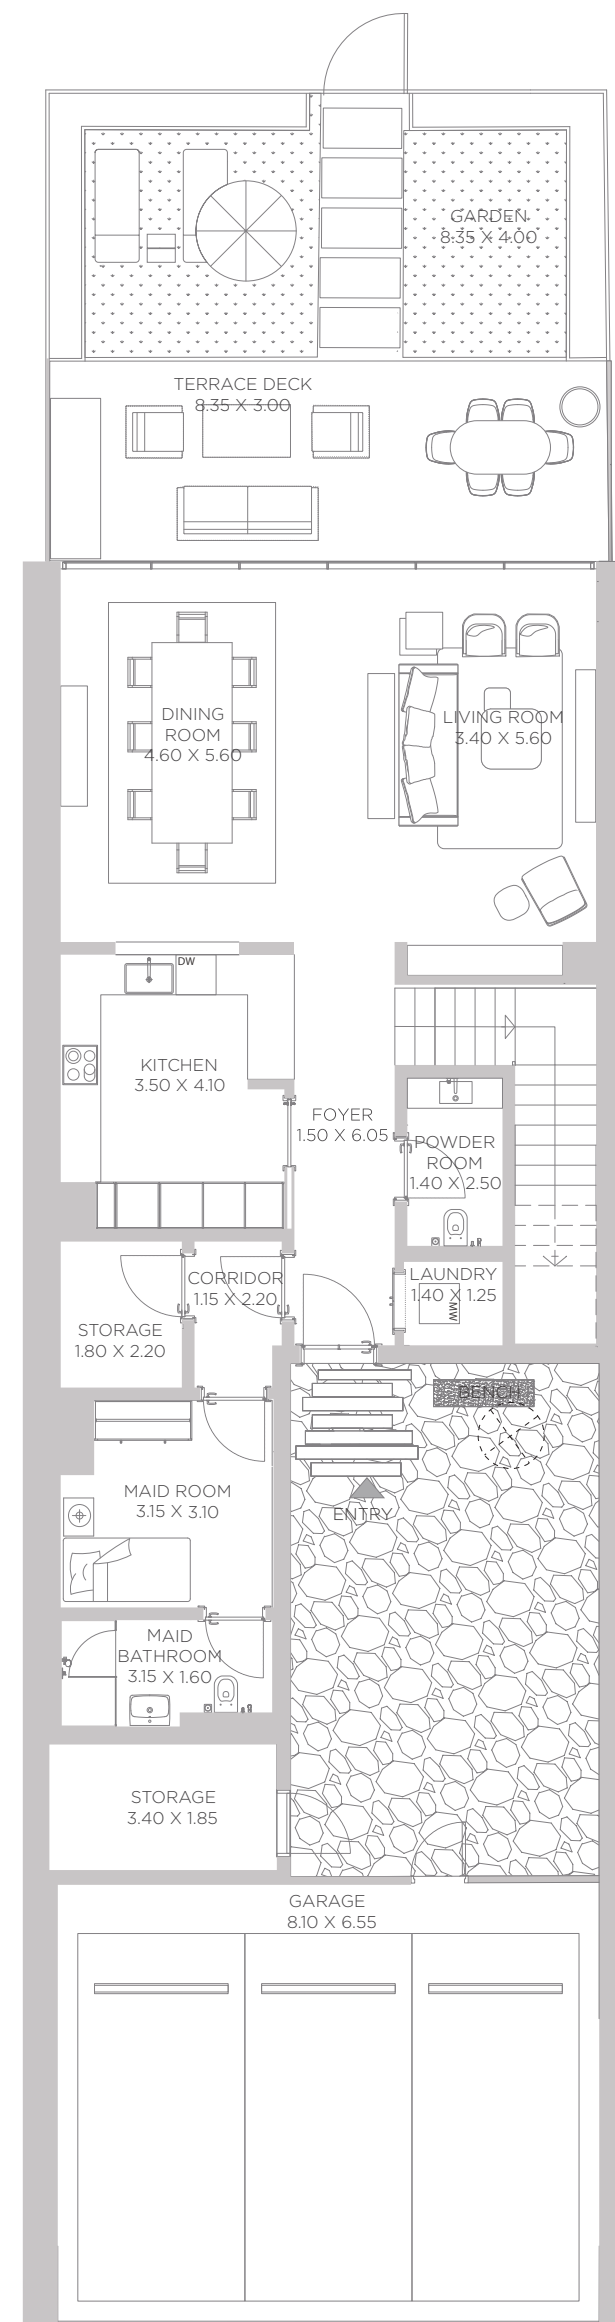 GARDEN
8.35 X 4.00
TERRACE DECK
8.35 X 3.00
DINING
ROOM
4.60 X 5.60
LIVING ROOM
3.40 X 5.60
DW
KITCHEN
3.50 X 4.10
FOYER
1.50 X 6.05
POWDER
ROOM
1.40 X 2.50
CORRIDOR
1.15 X 2.20
LAUNDRY
1.40 X 1.25
MW
STORAGE
1.80 X 2.20
BENCH
MAID ROOM
3.15 X 3.10
ENTRY
MAID
BATHROOM
3.15 X 1.60
STORAGE
3.40 X 1.85
GARAGE
8.10 X 6.55